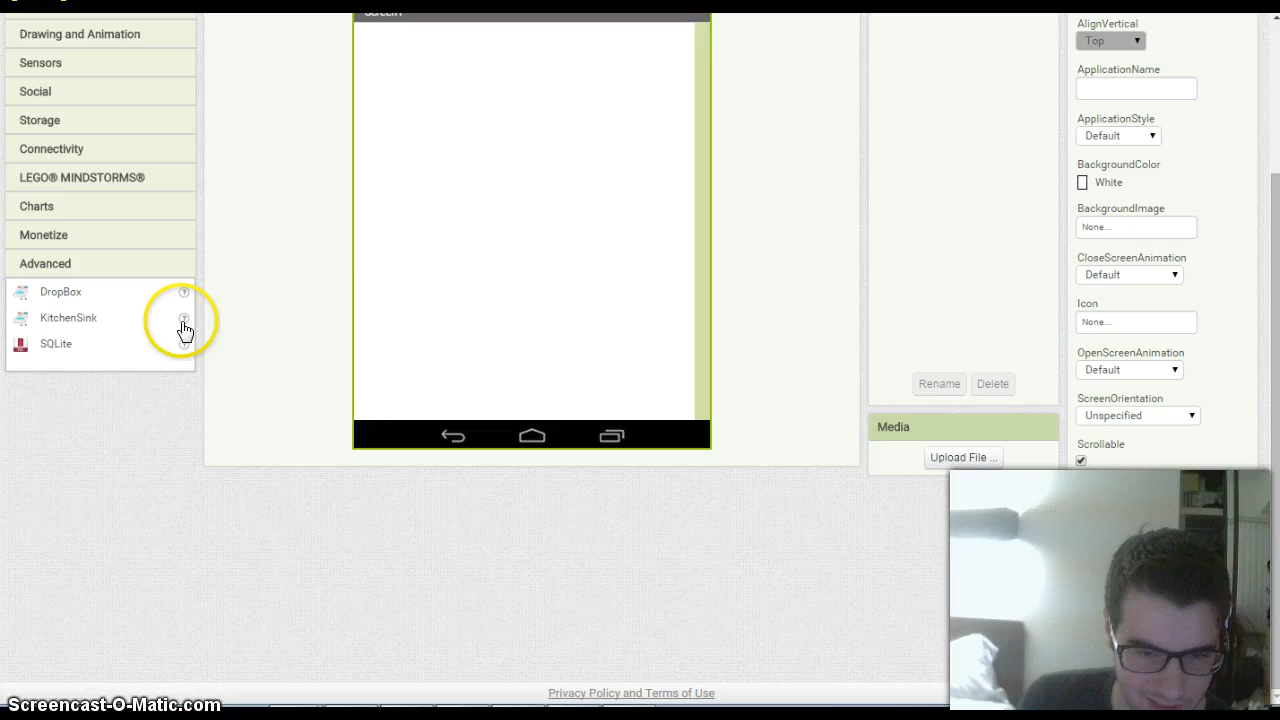 Drawing and Animation
Sensors
Social
Storage
Connectivity
LEGO® MINDSTORMS®
Charts
Monetize
Advanced
DropBox ?
KitchenSink ?
SQLite ?
Rename Delete
Media
Upload File ...
AlignVertical
Top
ApplicationName
ApplicationStyle
Default
BackgroundColor
White
BackgroundImage
None...
CloseScreenAnimation
Default
Icon
None...
OpenScreenAnimation
Default
ScreenOrientation
Unspecified
Scrollable
Privacy Policy and Terms of Use
Screencast-O-Matic.com